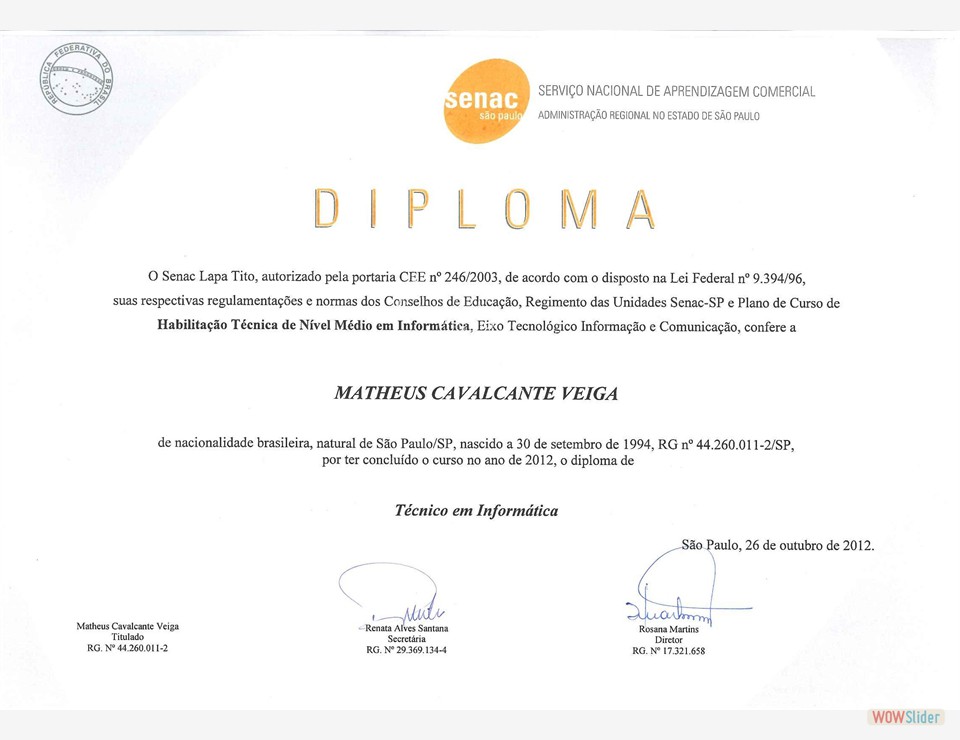 REPÚBLICA FEDERATIVA DO BRASIL
senac
são paulo
SERVIÇO NACIONAL DE APRENDIZAGEM COMERCIAL
ADMINISTRAÇÃO REGIONAL NO ESTADO DE SÃO PAULO
DIPLOMA
O Senac Lapa Tito, autorizado pela portaria CEE nº 246/2003, de acordo com o disposto na Lei Federal nº 9.394/96,
suas respectivas regulamentações e normas dos Conselhos de Educação, Regimento das Unidades Senac-SP e Plano de Curso de
Habilitação Técnica de Nível Médio em Informática, Eixo Tecnológico Informação e Comunicação, confere a
MATHEUS CAVALCANTE VEIGA
de nacionalidade brasileira, natural de São Paulo/SP, nascido a 30 de setembro de 1994, RG nº 44.260.011-2/SP,
por ter concluído o curso no ano de 2012, o diploma de
Técnico em Informática
São Paulo, 26 de outubro de 2012.
Matheus Cavalcante Veiga
Titulado
RG. Nº 44.260.011-2
Renata Alves Santana
Secretária
RG. Nº 29.369.134-4
Rosana Martins
Diretor
RG. Nº 17.321.658
WOWSlider